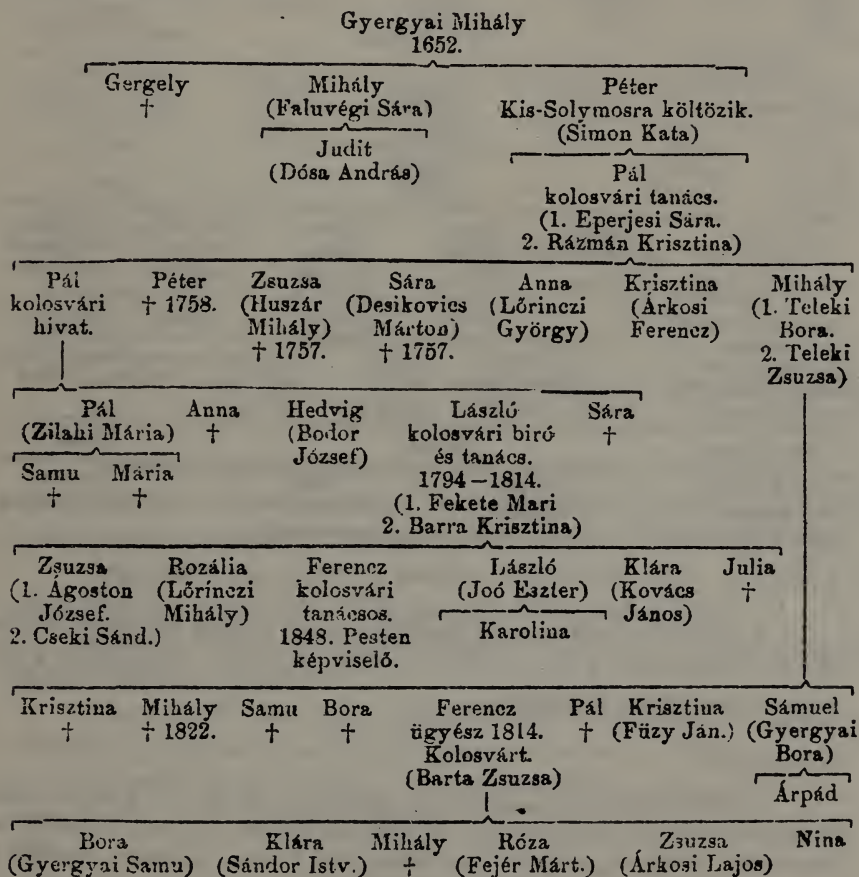 Gyergyai Mihály
1652.
Gergely Mihály Péter
† (Faluvégi Sára) Kis-Solymosra költözik.
(Simon Kata)
Judit
(Dósa András)
Pál
kolosvári tanács.
(1. Eperjesi Sára.
2. Rázmán Krisztina)
Pál Péter Zsuzsa Sára Anna Krisztina Mihály
kolosvári † 1758. (Huszár (Desikovics (Lőrinczi (Árkosi (1. Teleki
hivat. Mihály) Márton) György) Ferencz) Bora.
† 1757. † 1757. 2. Teleki
Zsuzsa)
Pál Anna Hedvig László Sára
(Zilahi Mária) † (Bodor kolosvári biró †
József) és tanács.
Samu Mária 1794–1814.
† † (1. Fekete Mari
2. Barra Krisztina)
Zsuzsa Rozália Ferencz László Klára Julia
(1. Ágoston (Lőrínczi kolosvári (Joó Eszter) (Kovács †
József. Mihály) tanácsos. János)
2. Cseki Sánd.) 1848. Pesten Karolina
képviselő.
Krisztina Mihály Samu Bora Ferencz Pál Krisztina Sámuel
† † 1822. † † ügyész 1814. † (Füzy Ján.) (Gyergyai
Kolosvárt. Bora)
(Barta Zsuzsa) Árpád
Bora Klára Mihály Róza Zsuzsa Nina
(Gyergyai Samu) (Sándor Istv.) † (Fejér Márt.) (Árkosi Lajos)